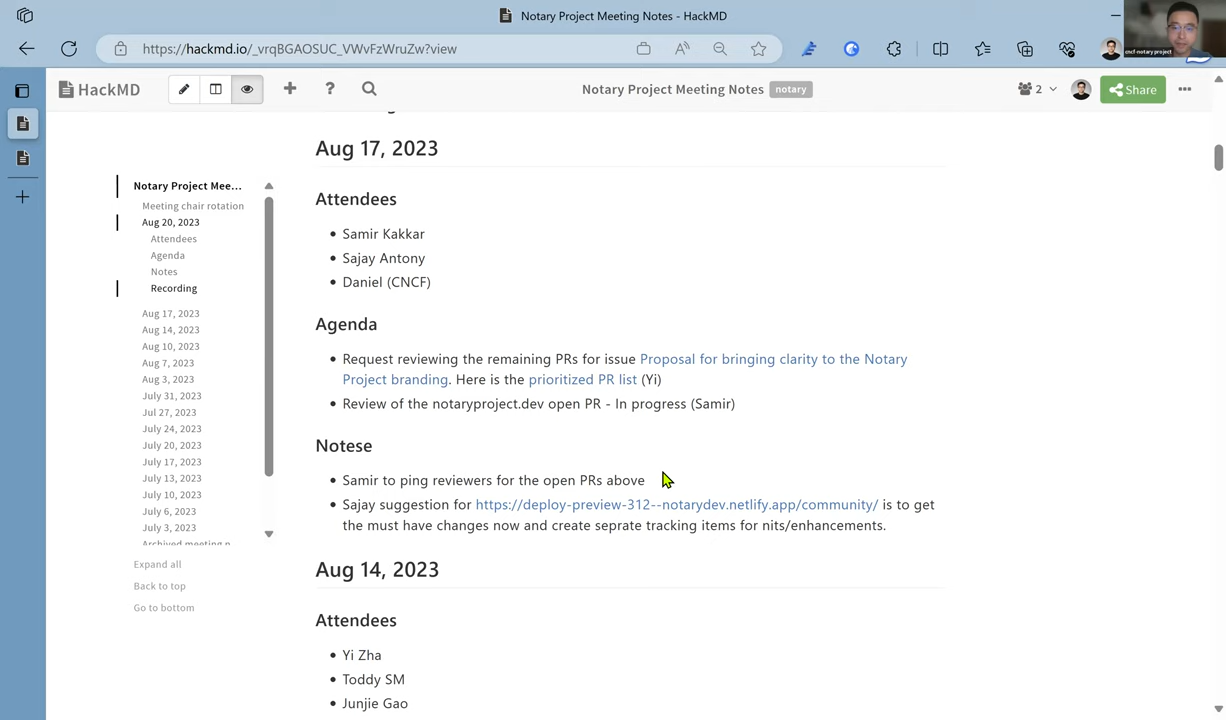 Notary Project Meeting Notes - HackMD
https://hackmd.io/_vrqBGAOSUC_VWvFzWruZw?view
cncf-notary project
HackMD
Notary Project Meeting Notes notary
2
Share
Notary Project Mee...
Meeting chair rotation
Aug 20, 2023
Attendees
Agenda
Notes
Recording
Aug 17, 2023
Aug 14, 2023
Aug 10, 2023
Aug 7, 2023
Aug 3, 2023
July 31, 2023
Jul 27, 2023
July 24, 2023
July 20, 2023
July 17, 2023
July 13, 2023
July 10, 2023
July 6, 2023
July 3, 2023
Archived meeting n
Expand all
Back to top
Go to bottom
Aug 17, 2023
Attendees
Samir Kakkar
Sajay Antony
Daniel (CNCF)
Agenda
Request reviewing the remaining PRs for issue Proposal for bringing clarity to the Notary
Project branding. Here is the prioritized PR list (Yi)
Review of the notaryproject.dev open PR - In progress (Samir)
Notese
Samir to ping reviewers for the open PRs above
Sajay suggestion for https://deploy-preview-312--notarydev.netlify.app/community/ is to get
the must have changes now and create seprate tracking items for nits/enhancements.
Aug 14, 2023
Attendees
Yi Zha
Toddy SM
Junjie Gao